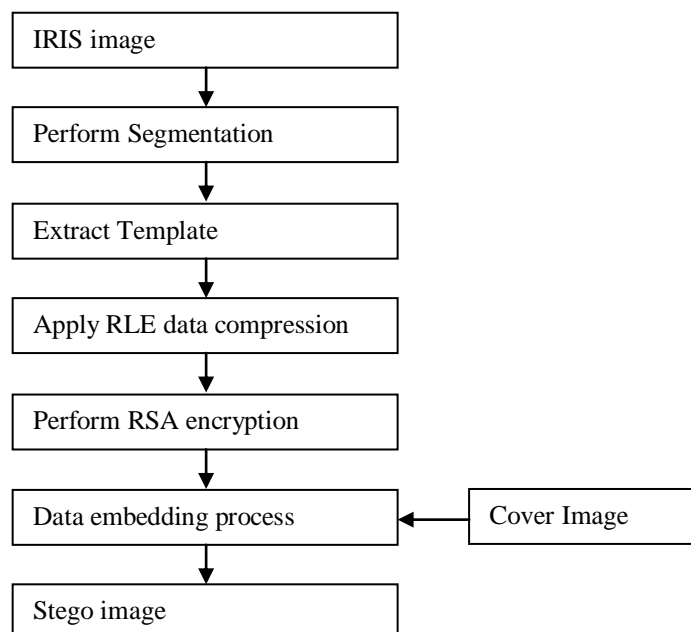 IRIS image
Perform Segmentation
Extract Template
Apply RLE data compression
Perform RSA encryption
Data embedding process
Cover Image
Stego image